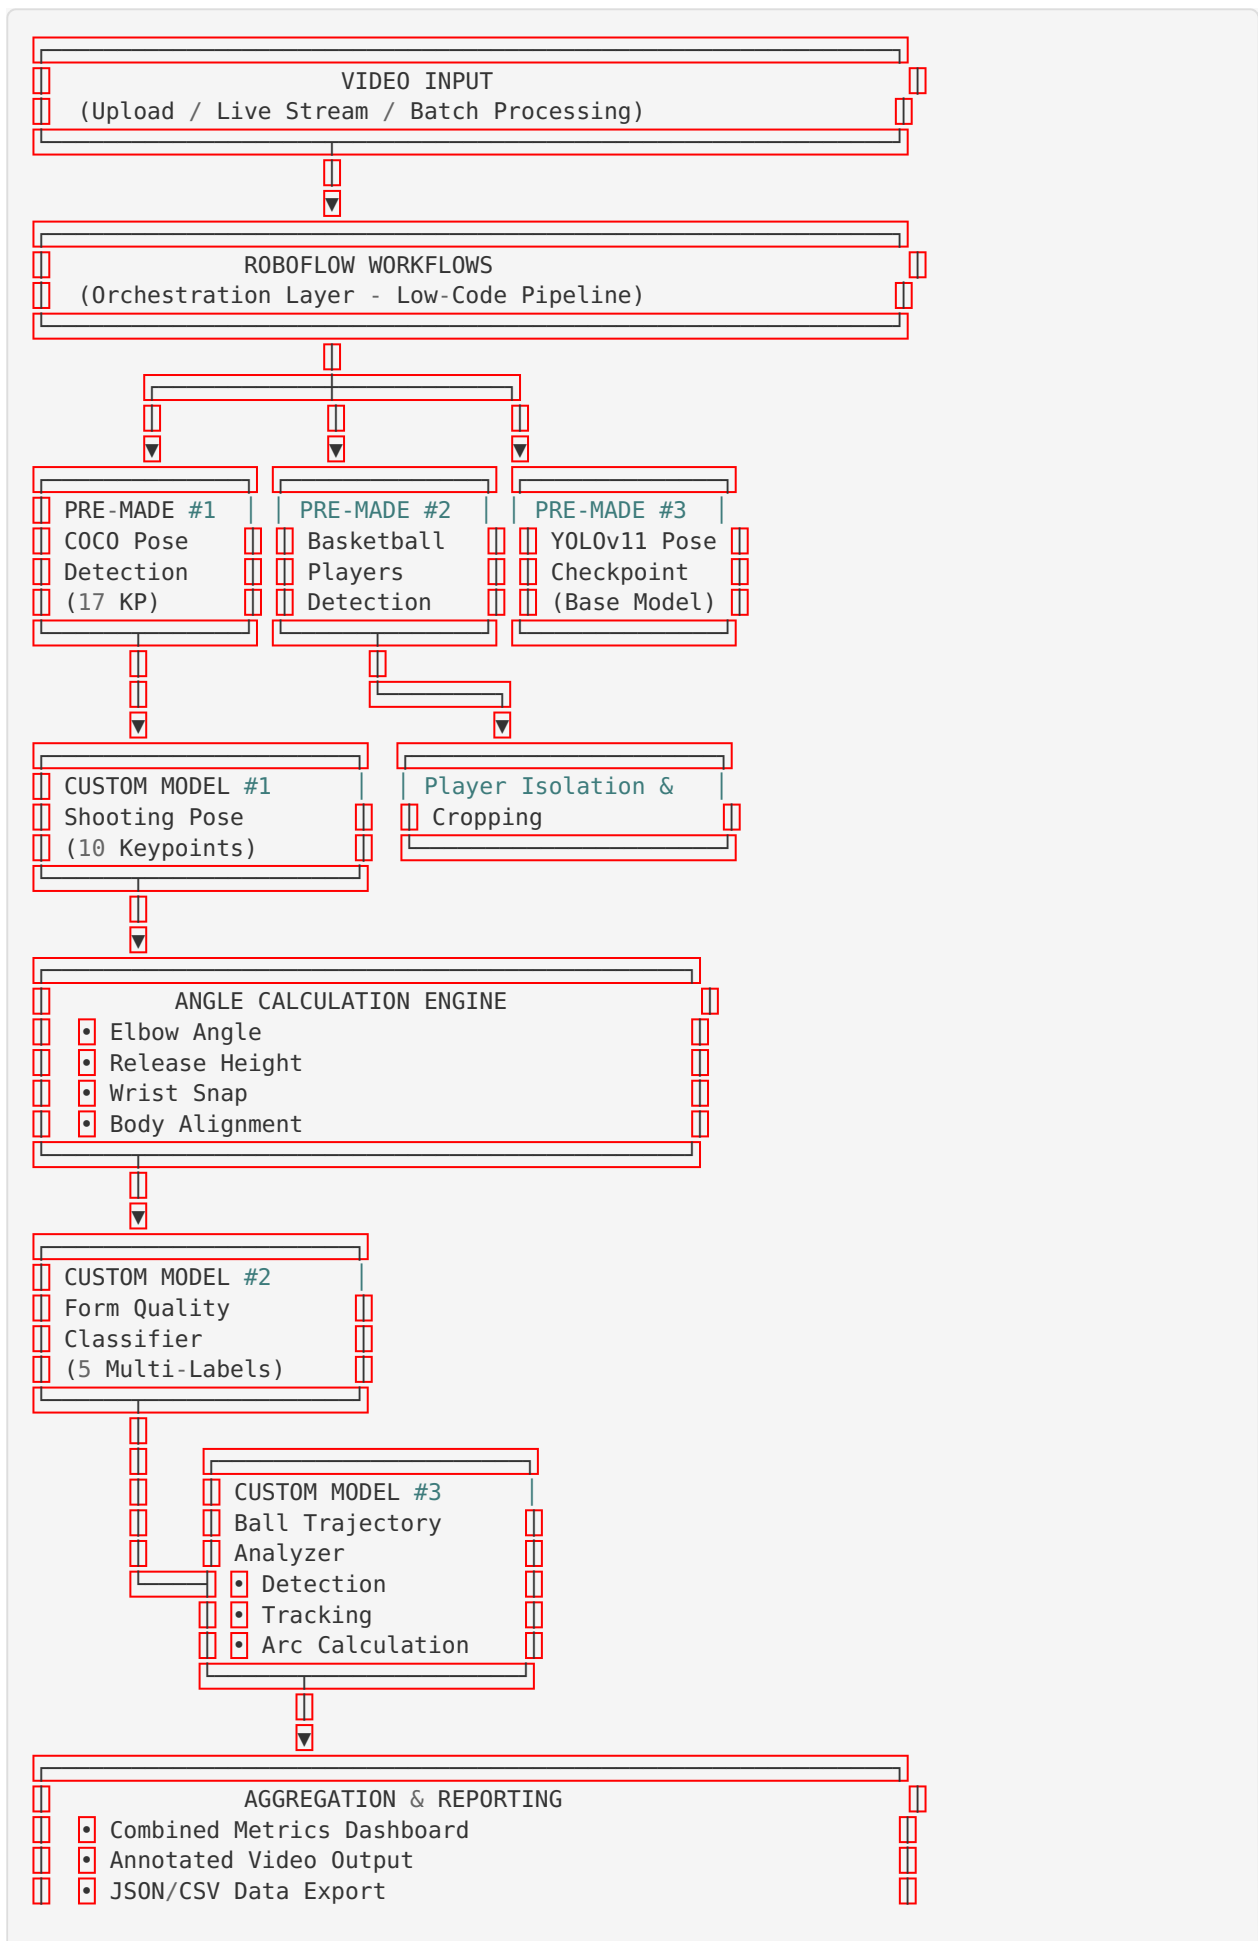 VIDEO INPUT
(Upload / Live Stream / Batch Processing)
▼
ROBOFLOW WORKFLOWS
(Orchestration Layer - Low-Code Pipeline)
▼ ▼ ▼
PRE-MADE #1 PRE-MADE #2 PRE-MADE #3
COCO Pose Basketball YOLOv11 Pose
Detection Players Checkpoint
(17 KP) Detection (Base Model)
▼ ▼
CUSTOM MODEL #1 Player Isolation &
Shooting Pose Cropping
(10 Keypoints)
▼
ANGLE CALCULATION ENGINE
• Elbow Angle
• Release Height
• Wrist Snap
• Body Alignment
▼
CUSTOM MODEL #2
Form Quality
Classifier
(5 Multi-Labels)
CUSTOM MODEL #3
Ball Trajectory
Analyzer
• Detection
• Tracking
• Arc Calculation
▼
AGGREGATION & REPORTING
• Combined Metrics Dashboard
• Annotated Video Output
• JSON/CSV Data Export